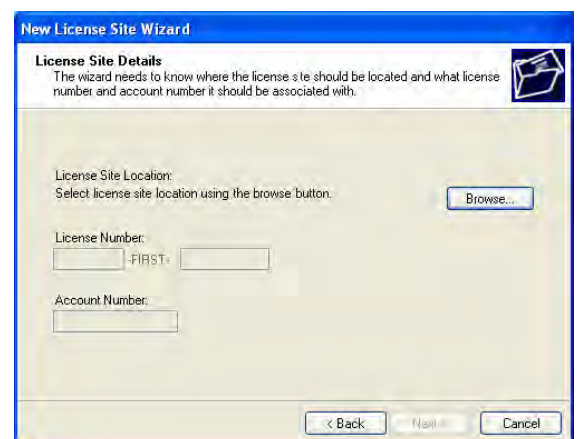 New License Site Wizard
License Site Details
The wizard needs to know where the license site should be located and what license
number and account number it should be associated with.
License Site Location:
Select license site location using the browse button.
Browse...
License Number:
-FIRST-
Account Number:
< Back
Next >
Cancel